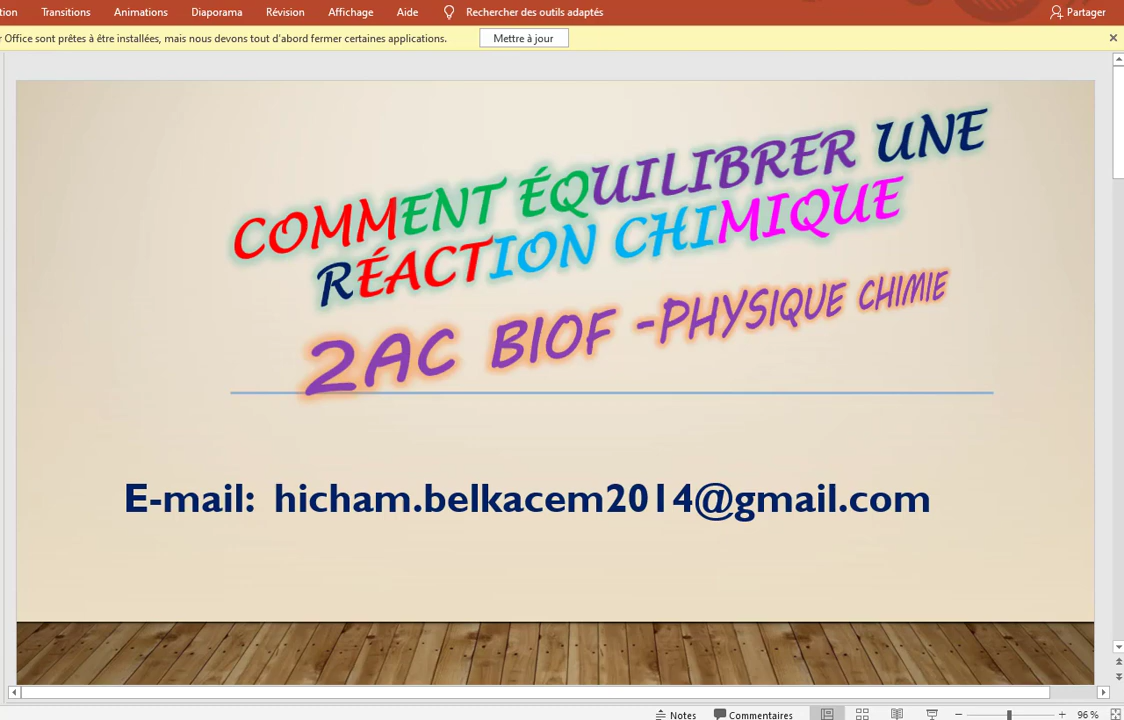 tion Transitions Animations Diaporama Révision Affichage Aide Rechercher des outils adaptés Partager
r Office sont prêtes à être installées, mais nous devons tout d'abord fermer certaines applications. Mettre à jour
COMMENT ÉQUILIBRER UNE
RÉACTION CHIMIQUE
2AC BIOF -PHYSIQUE CHIMIE
E-mail: hicham.belkacem2014@gmail.com
Notes Commentaires 96 %